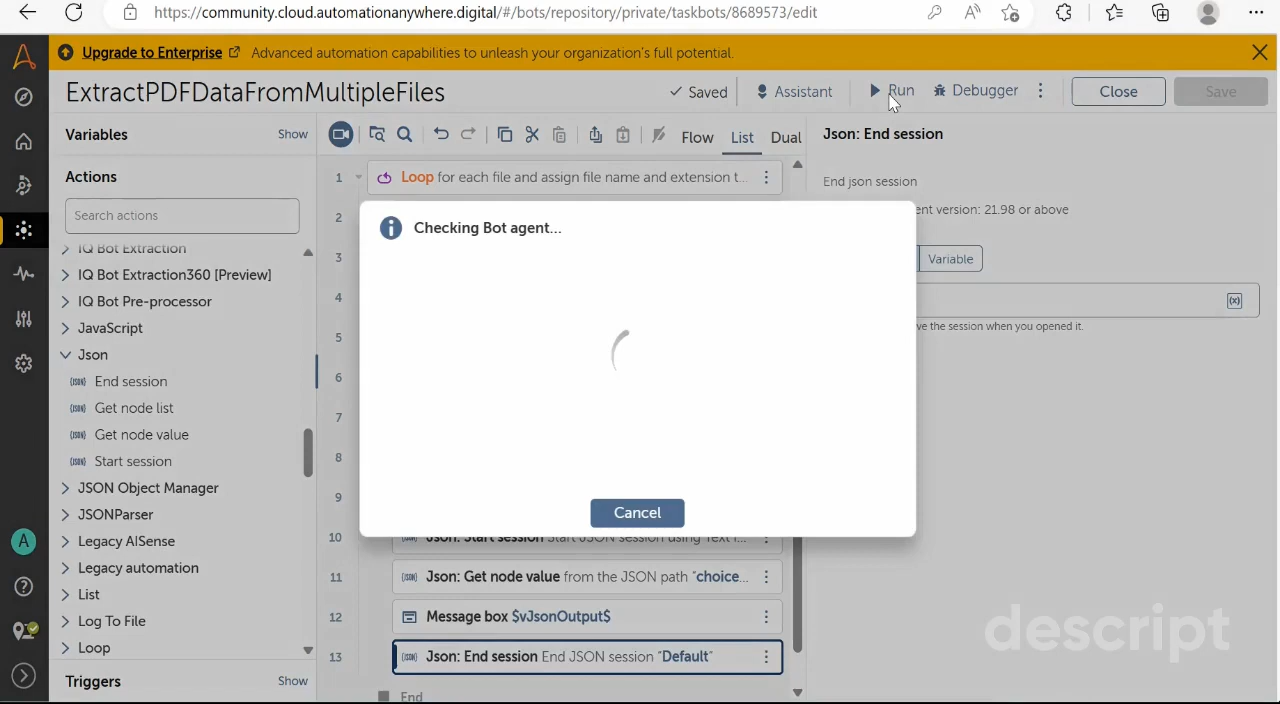 https://community.cloud.automationanywhere.digital/#/bots/repository/private/taskbots/8689573/edit
Upgrade to Enterprise Advanced automation capabilities to unleash your organization's full potential.
ExtractPDFDataFromMultipleFiles
Saved
Assistant
Run
Debugger
Close
Save
Variables
Show
Flow
List
Dual
Json: End session
Actions
1
Loop for each file and assign file name and extension t...
End json session
Search actions
2
ent version: 21.98 or above
IQ Bot Extraction
Checking Bot agent...
3
Variable
IQ Bot Extraction360 [Preview]
IQ Bot Pre-processor
4
(x)
JavaScript
5
ve the session when you opened it.
Json
(JSON) End session
6
(JSON) Get node list
7
(JSON) Get node value
8
(JSON) Start session
JSON Object Manager
9
Cancel
JSONParser
10
Json: Start session Start JSON session using Text f...
Legacy AISense
A
Legacy automation
11
(JSON) Json: Get node value from the JSON path "choice...
List
12
Message box $vJsonOutput$
Log To File
descript
Loop
13
(JSON) Json: End session End JSON session "Default"
Triggers
Show
End